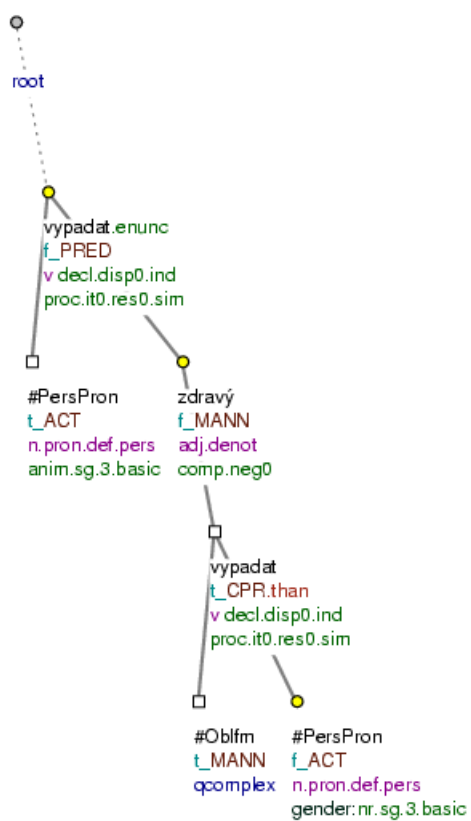 root
vypadat.enunc
f_PRED
v decl.disp0.ind
proc.it0.res0.sim
#PersPron
t_ACT
n.pron.def.pers
anim.sg.3.basic
zdravý
f_MANN
adj.denot
comp.neg0
vypadat
t_CPR.than
v decl.disp0.ind
proc.it0.res0.sim
#Oblfm
t_MANN
qcomplex
#PersPron
f_ACT
n.pron.def.pers
gender:nr.sg.3.basic